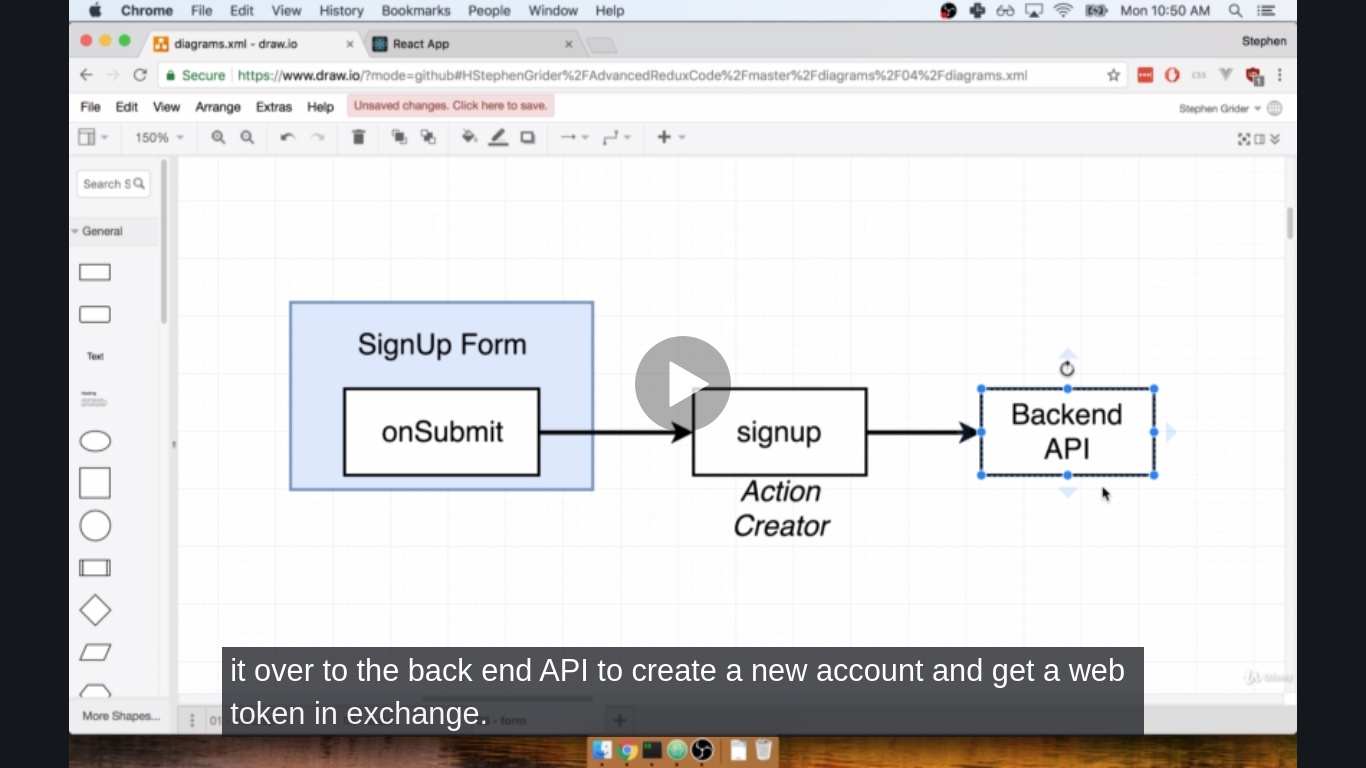 Chrome File Edit View History Bookmarks People Window Help Mon 10:50 AM
diagrams.xml - draw.io × React App × Stephen
Secure https://www.draw.io/?mode=github#HStephenGrider%2FAdvancedReduxCode%2Fmaster%2Fdiagrams%2F04%2Fdiagrams.xml
File Edit View Arrange Extras Help Unsaved changes. Click here to save. Stephen Grider
150%
Search S
General
Text
SignUp Form
onSubmit
signup
Action
Creator
Backend
API
it over to the back end API to create a new account and get a web
token in exchange.
More Shapes...
01
- form
Udemy